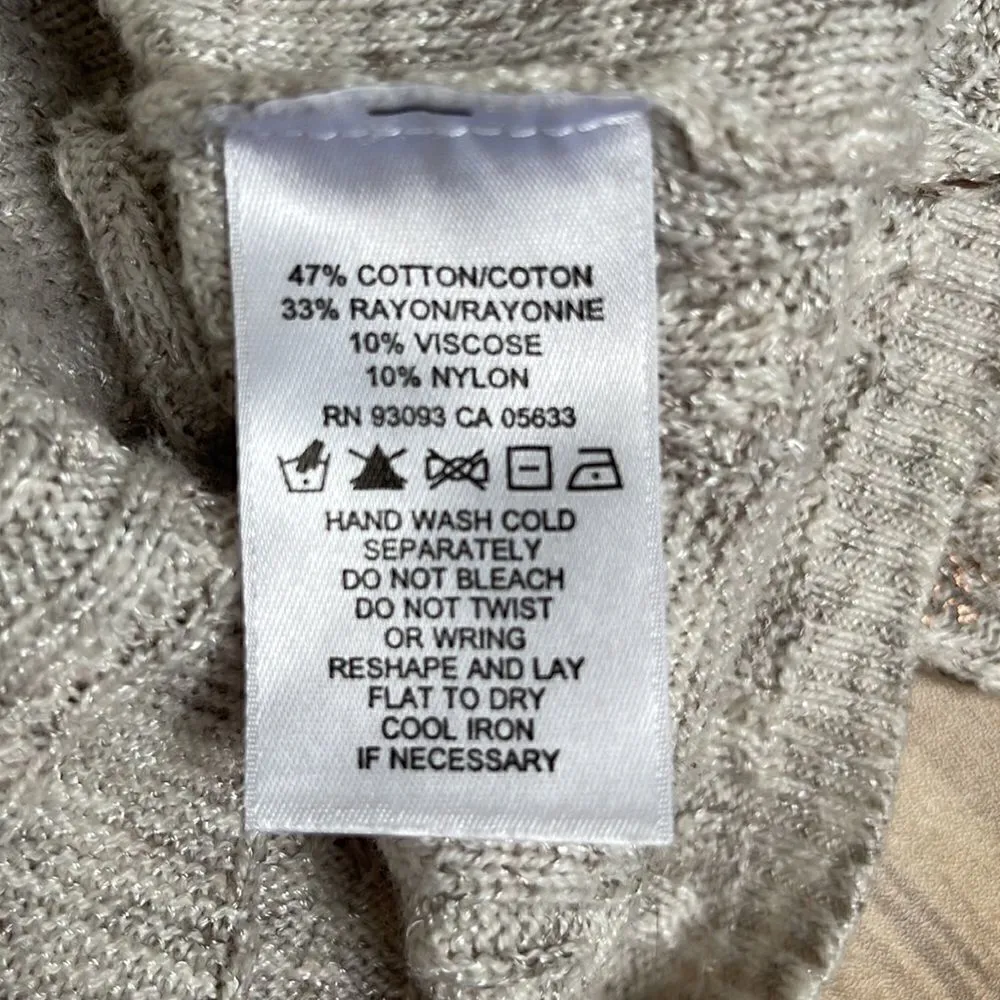 47% COTTON/COTON
33% RAYON/RAYONNE
10% VISCOSE
10% NYLON
RN 93093 CA 05633
HAND WASH COLD
SEPARATELY
DO NOT BLEACH
DO NOT TWIST
OR WRING
RESHAPE AND LAY
FLAT TO DRY
COOL IRON
IF NECESSARY